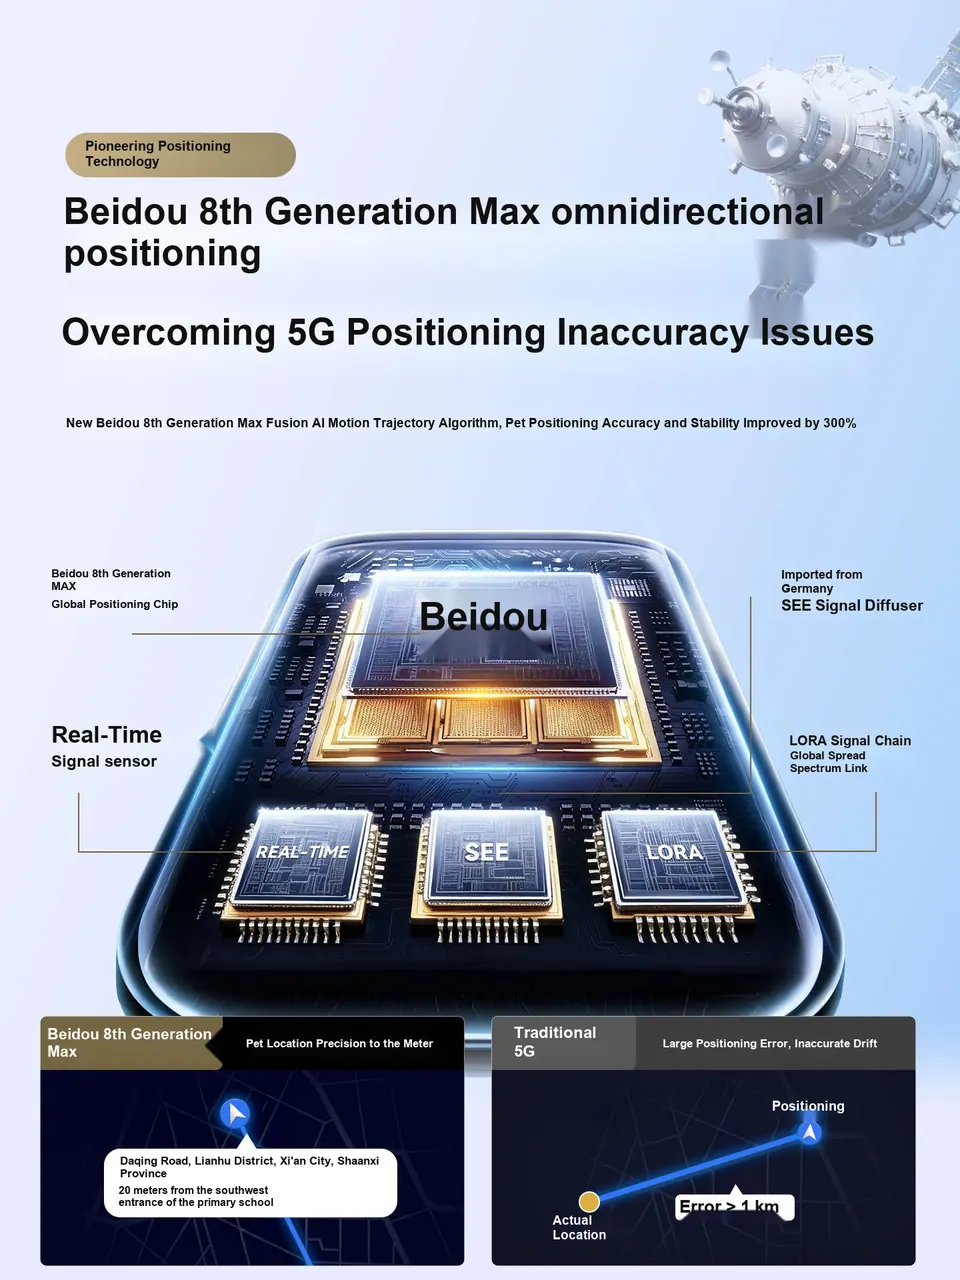 Pioneering Positioning
Technology
Beidou 8th Generation Max omnidirectional
positioning
Overcoming 5G Positioning Inaccuracy Issues
New Beidou 8th Generation Max Fusion AI Motion Trajectory Algorithm, Pet Positioning Accuracy and Stability Improved by 300%
Beidou 8th Generation
MAX
Global Positioning Chip
Beidou
Imported from
Germany
SEE Signal Diffuser
Real-Time
Signal sensor
LORA Signal Chain
Global Spread
Spectrum Link
REAL-TIME
SEE
LORA
Beidou 8th Generation
Max
Pet Location Precision to the Meter
Daqing Road, Lianhu District, Xi'an City, Shaanxi
Province
20 meters from the southwest
entrance of the primary school
Traditional
5G
Large Positioning Error, Inaccurate Drift
Positioning
Error > 1 km
Actual
Location